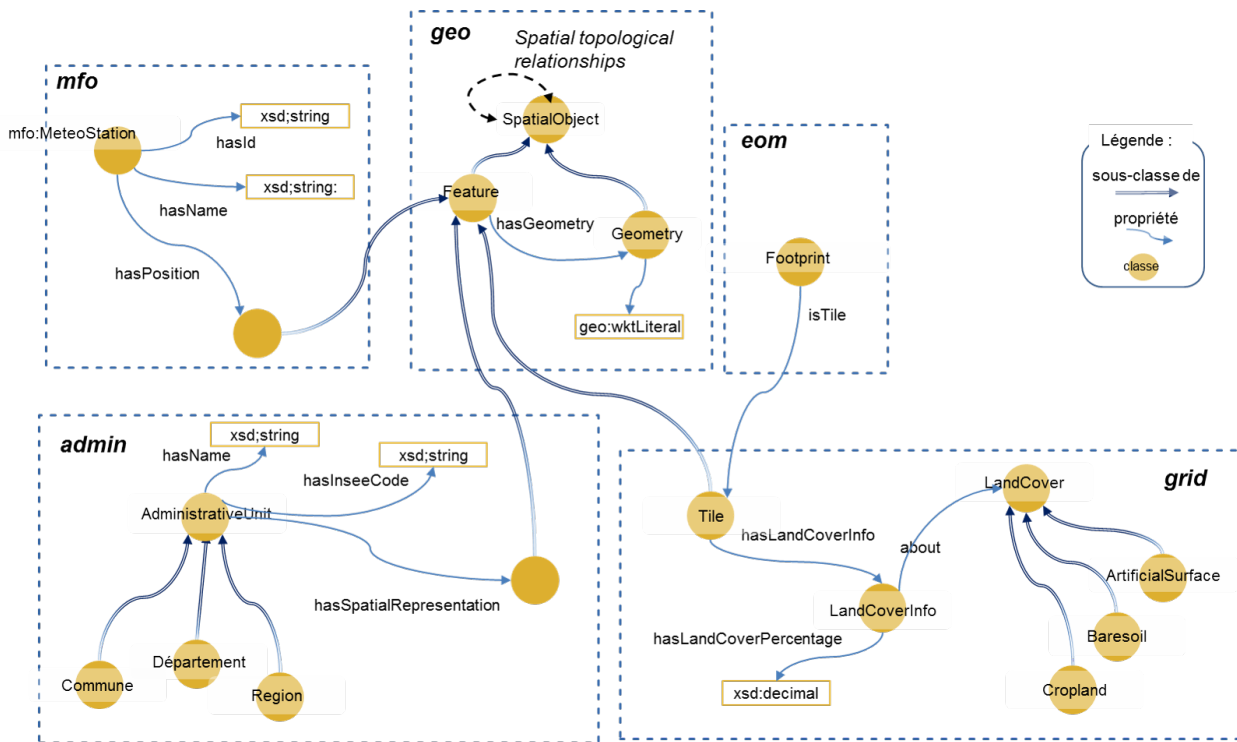 geo
Spatial topological
relationships
SpatialObject
Feature
hasGeometry
Geometry
geo:wktLiteral
mfo
mfo:MeteoStation
xsd;string
hasId
xsd;string:
hasName
hasPosition
eom
Footprint
isTile
Légende :
sous-classe de
propriété
classe
admin
xsd;string
hasName
xsd;string
hasInseeCode
AdministrativeUnit
hasSpatialRepresentation
Commune
Département
Region
grid
LandCover
Tile
hasLandCoverInfo
about
ArtificialSurface
LandCoverInfo
hasLandCoverPercentage
Baresoil
xsd:decimal
Cropland